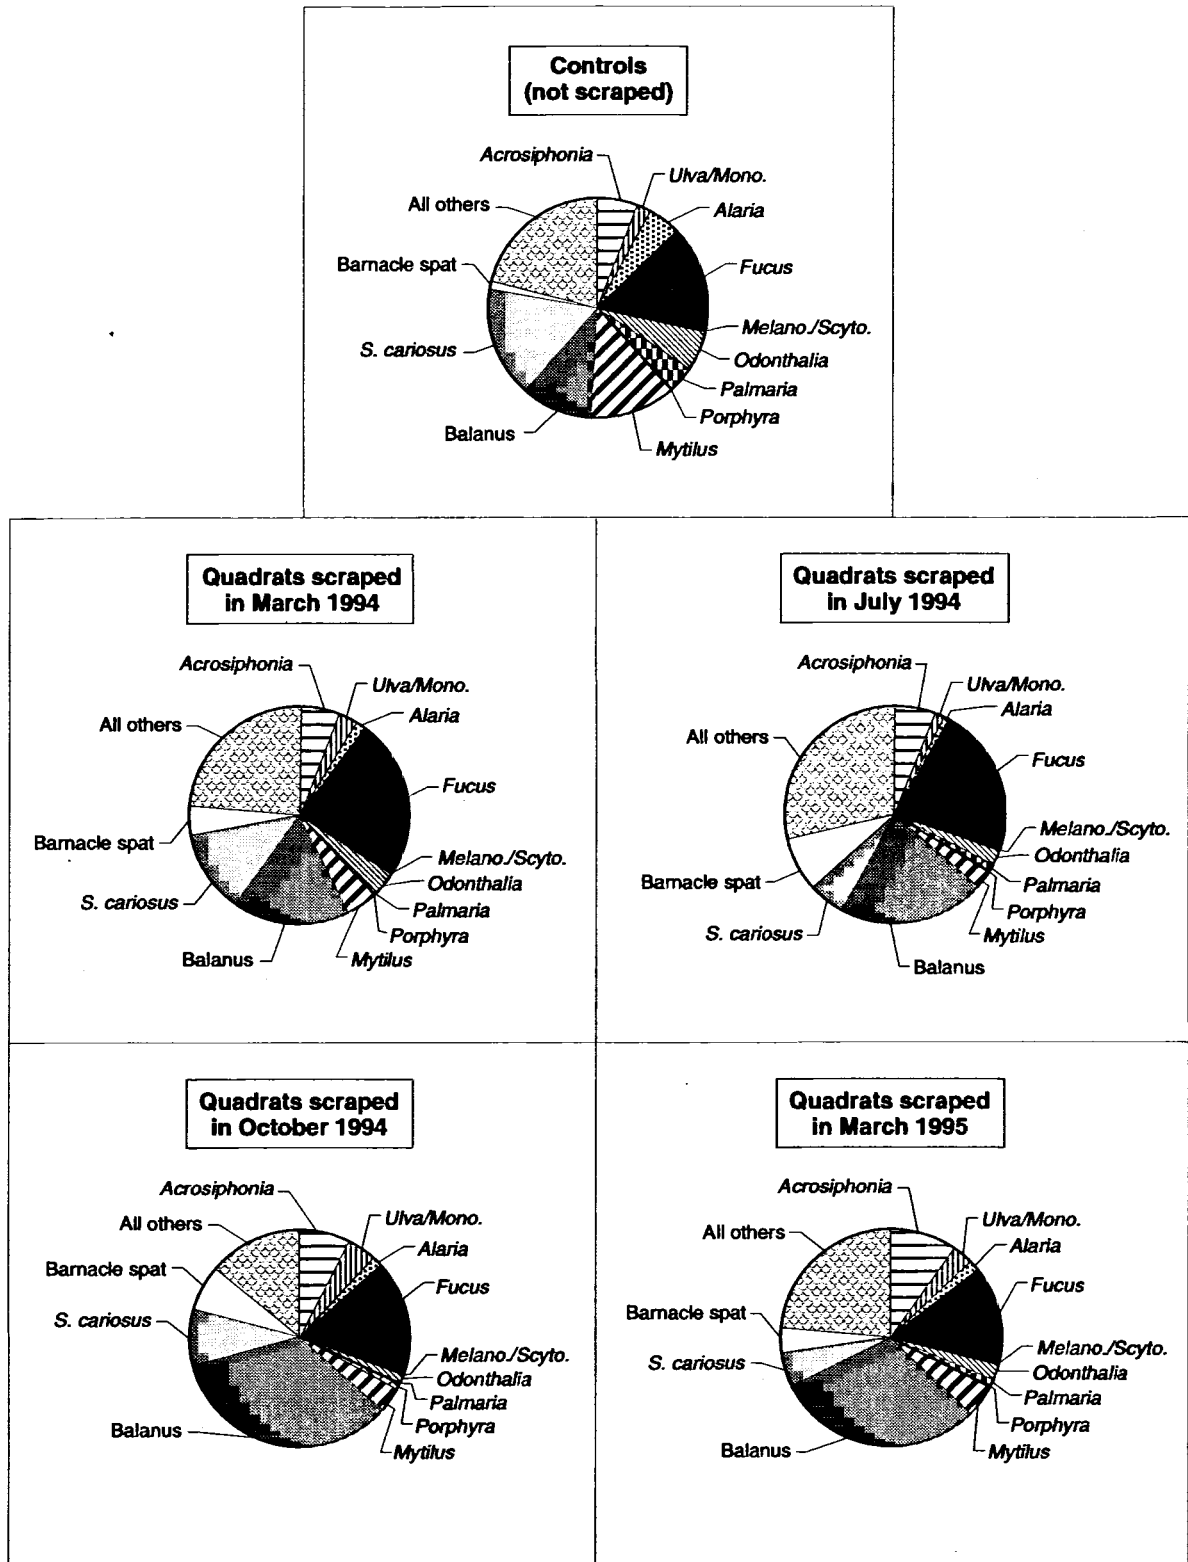 Controls
(not scraped)
Acrosiphonia
Ulva/Mono.
All others
Alaria
Barnacle spat
Fucus
Melano./Scyto.
S. cariosus
Odonthalia
Palmaria
Porphyra
Balanus
Mytilus
Quadrats scraped
in March 1994
Acrosiphonia
Ulva/Mono.
Alaria
All others
Fucus
Barnacle spat
Melano./Scyto.
Odonthalia
S. cariosus
Palmaria
Porphyra
Balanus
Mytilus
Quadrats scraped
in July 1994
Acrosiphonia
Ulva/Mono.
Alaria
All others
Fucus
Melano./Scyto.
Odonthalia
Barnacle spat
Palmaria
Porphyra
S. cariosus
Mytilus
Balanus
Quadrats scraped
in October 1994
Acrosiphonia
Ulva/Mono.
All others
Alaria
Barnacle spat
Fucus
S. cariosus
Melano./Scyto.
Odonthalia
Palmaria
Porphyra
Balanus
Mytilus
Quadrats scraped
in March 1995
Acrosiphonia
Ulva/Mono.
All others
Alaria
Fucus
Barnacle spat
Melano./Scyto.
S. cariosus
Odonthalia
Palmaria
Porphyra
Balanus
Mytilus